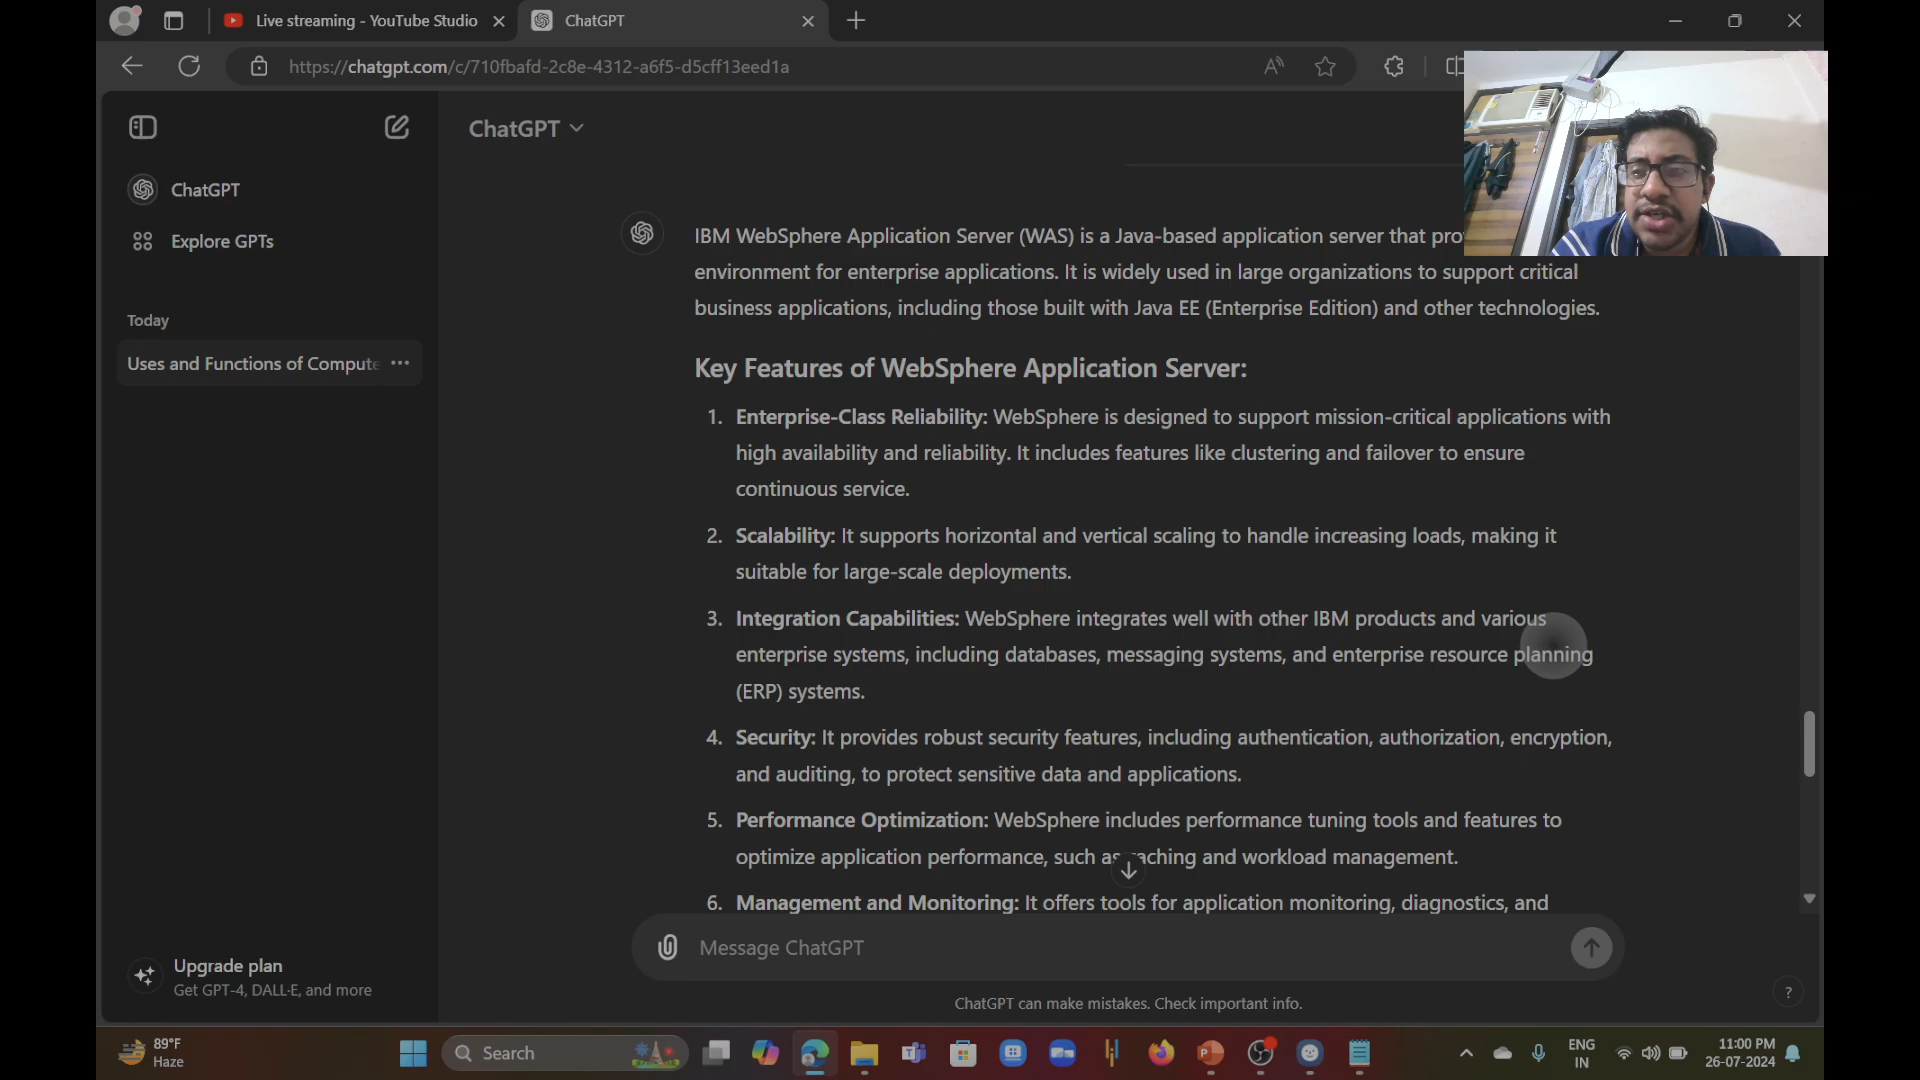 Live streaming - YouTube Studio
ChatGPT
https://chatgpt.com/c/710fbafd-2c8e-4312-a6f5-d5cff13eed1a
ChatGPT
ChatGPT
Explore GPTs
Today
Uses and Functions of Compute
IBM WebSphere Application Server (WAS) is a Java-based application server that pro
environment for enterprise applications. It is widely used in large organizations to support critical
business applications, including those built with Java EE (Enterprise Edition) and other technologies.
Key Features of WebSphere Application Server:
1. Enterprise-Class Reliability: WebSphere is designed to support mission-critical applications with
high availability and reliability. It includes features like clustering and failover to ensure
continuous service.
2. Scalability: It supports horizontal and vertical scaling to handle increasing loads, making it
suitable for large-scale deployments.
3. Integration Capabilities: WebSphere integrates well with other IBM products and various
enterprise systems, including databases, messaging systems, and enterprise resource planning
(ERP) systems.
4. Security: It provides robust security features, including authentication, authorization, encryption,
and auditing, to protect sensitive data and applications.
5. Performance Optimization: WebSphere includes performance tuning tools and features to
optimize application performance, such as caching and workload management.
6. Management and Monitoring: It offers tools for application monitoring, diagnostics, and
Message ChatGPT
Upgrade plan
Get GPT-4, DALL·E, and more
ChatGPT can make mistakes. Check important info.
?
89°F
Haze
Search
ENG
IN
11:00 PM
26-07-2024